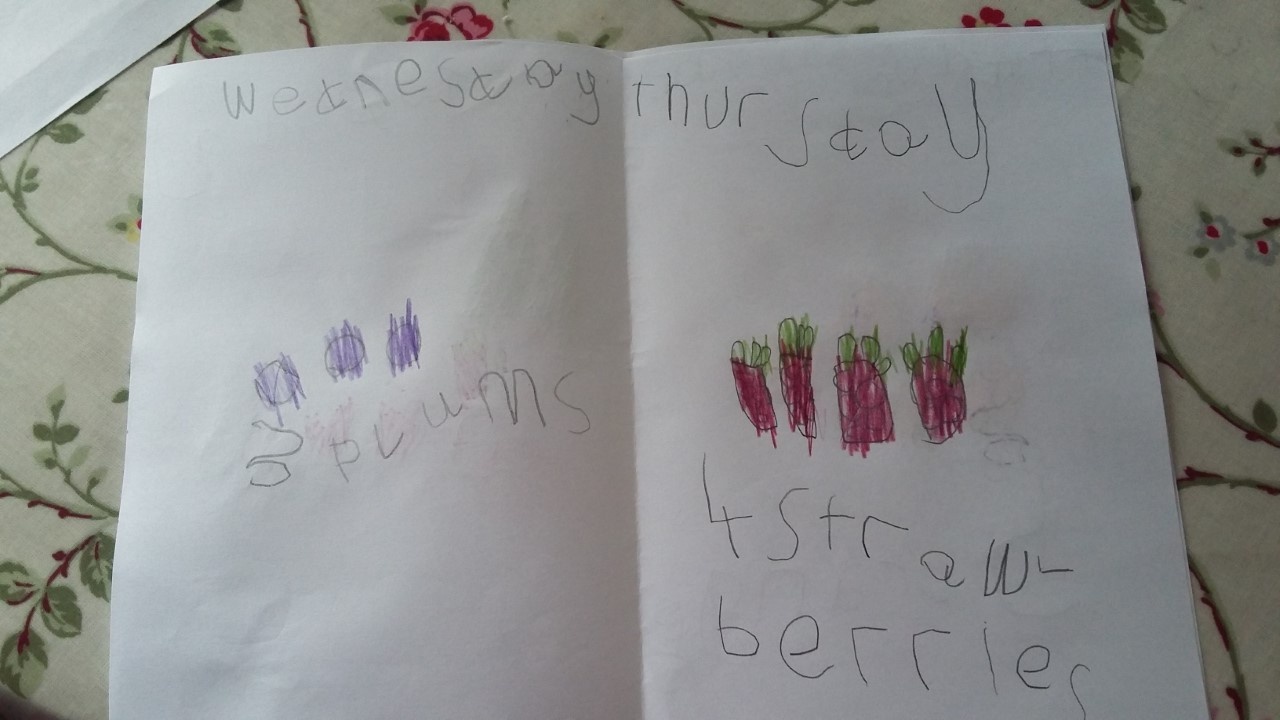 wednesday
3 plums
thursday
4 straw-
berries